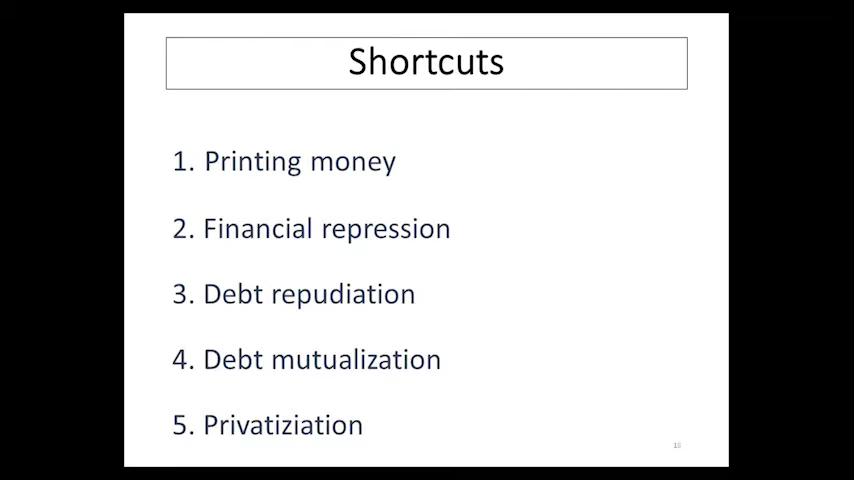 Shortcuts
1. Printing money
2. Financial repression
3. Debt repudiation
4. Debt mutualization
5. Privatiziation